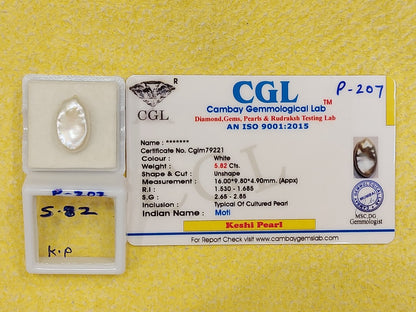 R
CGL
CGL
TM
P-207
Cambay Gemmological Lab
Diamond,Gems, Pearls & Rudraksh Testing Lab
AN ISO 9001:2015
Name : *******
Certificate No. Cglm79221
Colour : White
Weight : 5.82 Cts.
Shape & Cut : Unshape
Measurement : 16.00*9.80*4.90mm. (Appx)
R.I : 1.530 - 1.685
S.G : 2.65 - 2.85
Inclusion : Typical Of Cultured Pearl
Indian Name : Moti
MSC,DG
Gemmologist
Keshi Pearl
For Report Cheking visit :- www.cambaygemslab.com
P-207
5.82
K.P